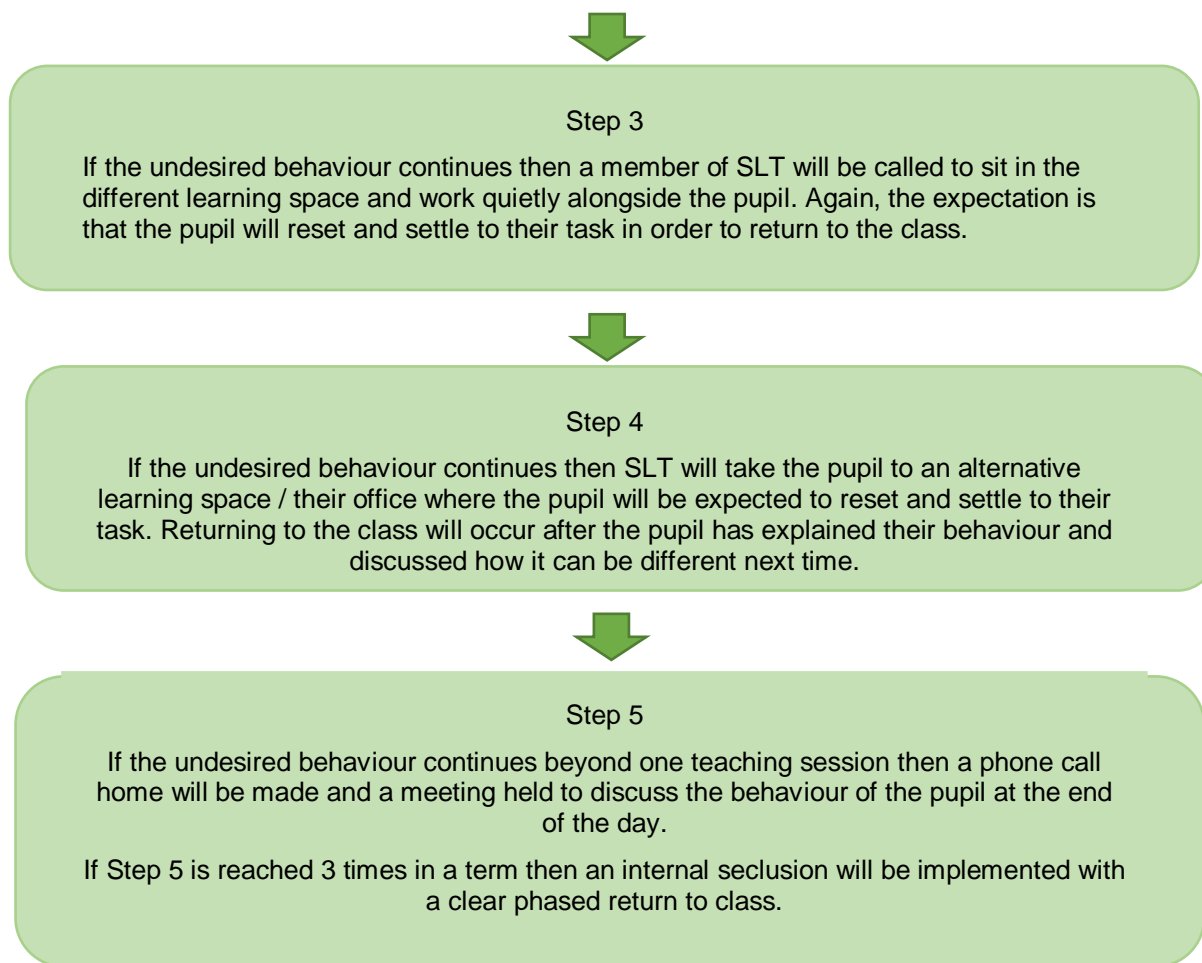 Step 3
If the undesired behaviour continues then a member of SLT will be called to sit in the
different learning space and work quietly alongside the pupil. Again, the expectation is
that the pupil will reset and settle to their task in order to return to the class.
Step 4
If the undesired behaviour continues then SLT will take the pupil to an alternative
learning space / their office where the pupil will be expected to reset and settle to their
task. Returning to the class will occur after the pupil has explained their behaviour and
discussed how it can be different next time.
Step 5
If the undesired behaviour continues beyond one teaching session then a phone call
home will be made and a meeting held to discuss the behaviour of the pupil at the end
of the day.
If Step 5 is reached 3 times in a term then an internal seclusion will be implemented with
a clear phased return to class.